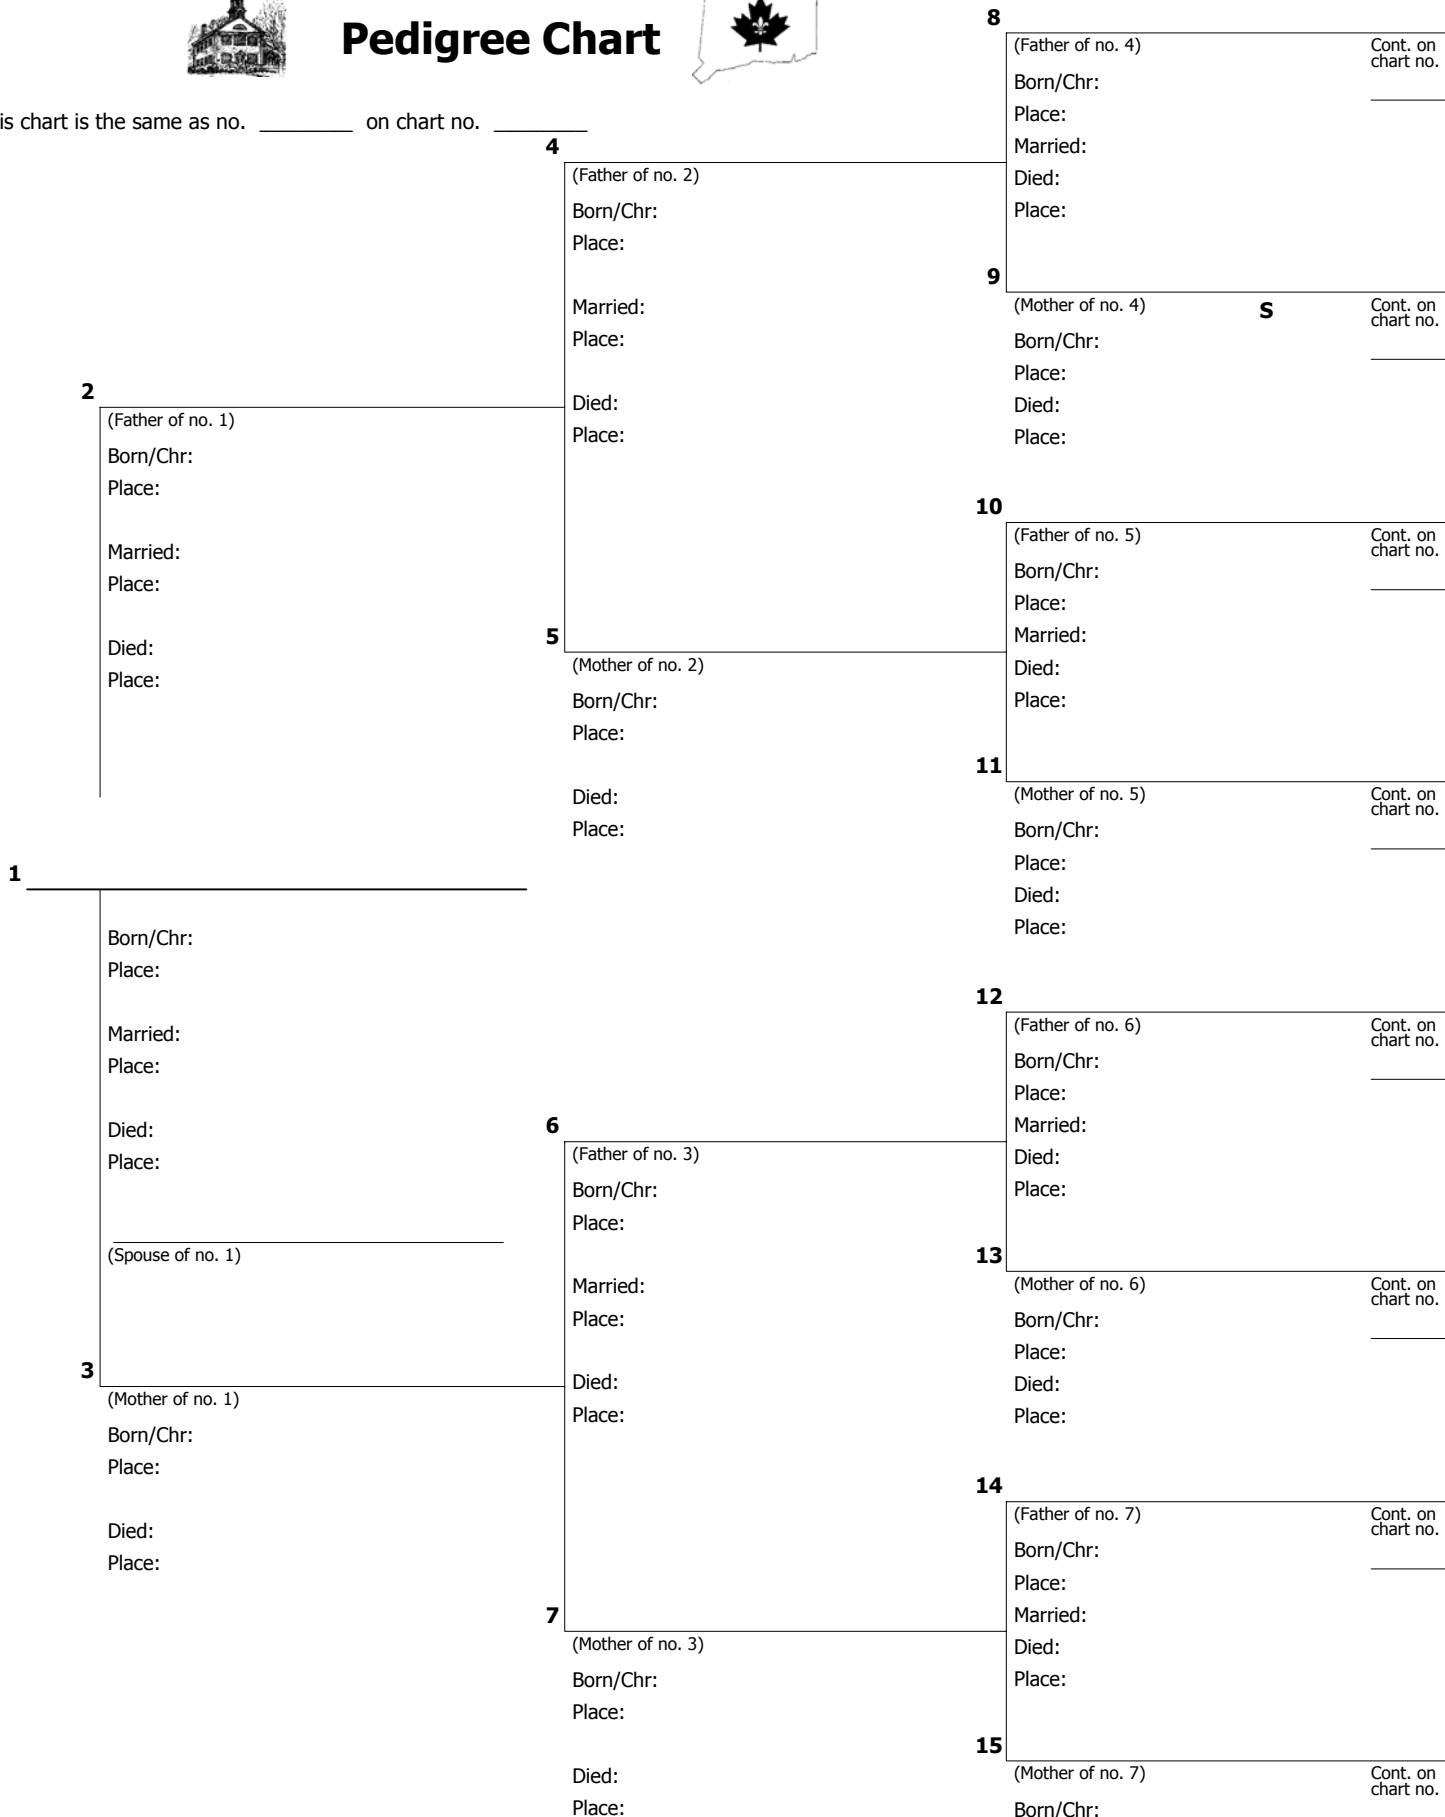 Pedigree Chart
is chart is the same as no. ________ on chart no. ________
1
Born/Chr:
Place:
Married:
Place:
Died:
Place:
(Spouse of no. 1)
2
(Father of no. 1)
Born/Chr:
Place:
Married:
Place:
Died:
Place:
3
(Mother of no. 1)
Born/Chr:
Place:
Died:
Place:
4
(Father of no. 2)
Born/Chr:
Place:
Married:
Place:
Died:
Place:
5
(Mother of no. 2)
Born/Chr:
Place:
Died:
Place:
6
(Father of no. 3)
Born/Chr:
Place:
Married:
Place:
Died:
Place:
7
(Mother of no. 3)
Born/Chr:
Place:
Died:
Place:
8
(Father of no. 4)
Cont. on
chart no.
Born/Chr:
Place:
Married:
Died:
Place:
9
(Mother of no. 4)
S
Cont. on
chart no.
Born/Chr:
Place:
Died:
Place:
10
(Father of no. 5)
Cont. on
chart no.
Born/Chr:
Place:
Married:
Died:
Place:
11
(Mother of no. 5)
Cont. on
chart no.
Born/Chr:
Place:
Died:
Place:
12
(Father of no. 6)
Cont. on
chart no.
Born/Chr:
Place:
Married:
Died:
Place:
13
(Mother of no. 6)
Cont. on
chart no.
Born/Chr:
Place:
Died:
Place:
14
(Father of no. 7)
Cont. on
chart no.
Born/Chr:
Place:
Married:
Died:
Place:
15
(Mother of no. 7)
Cont. on
chart no.
Born/Chr: